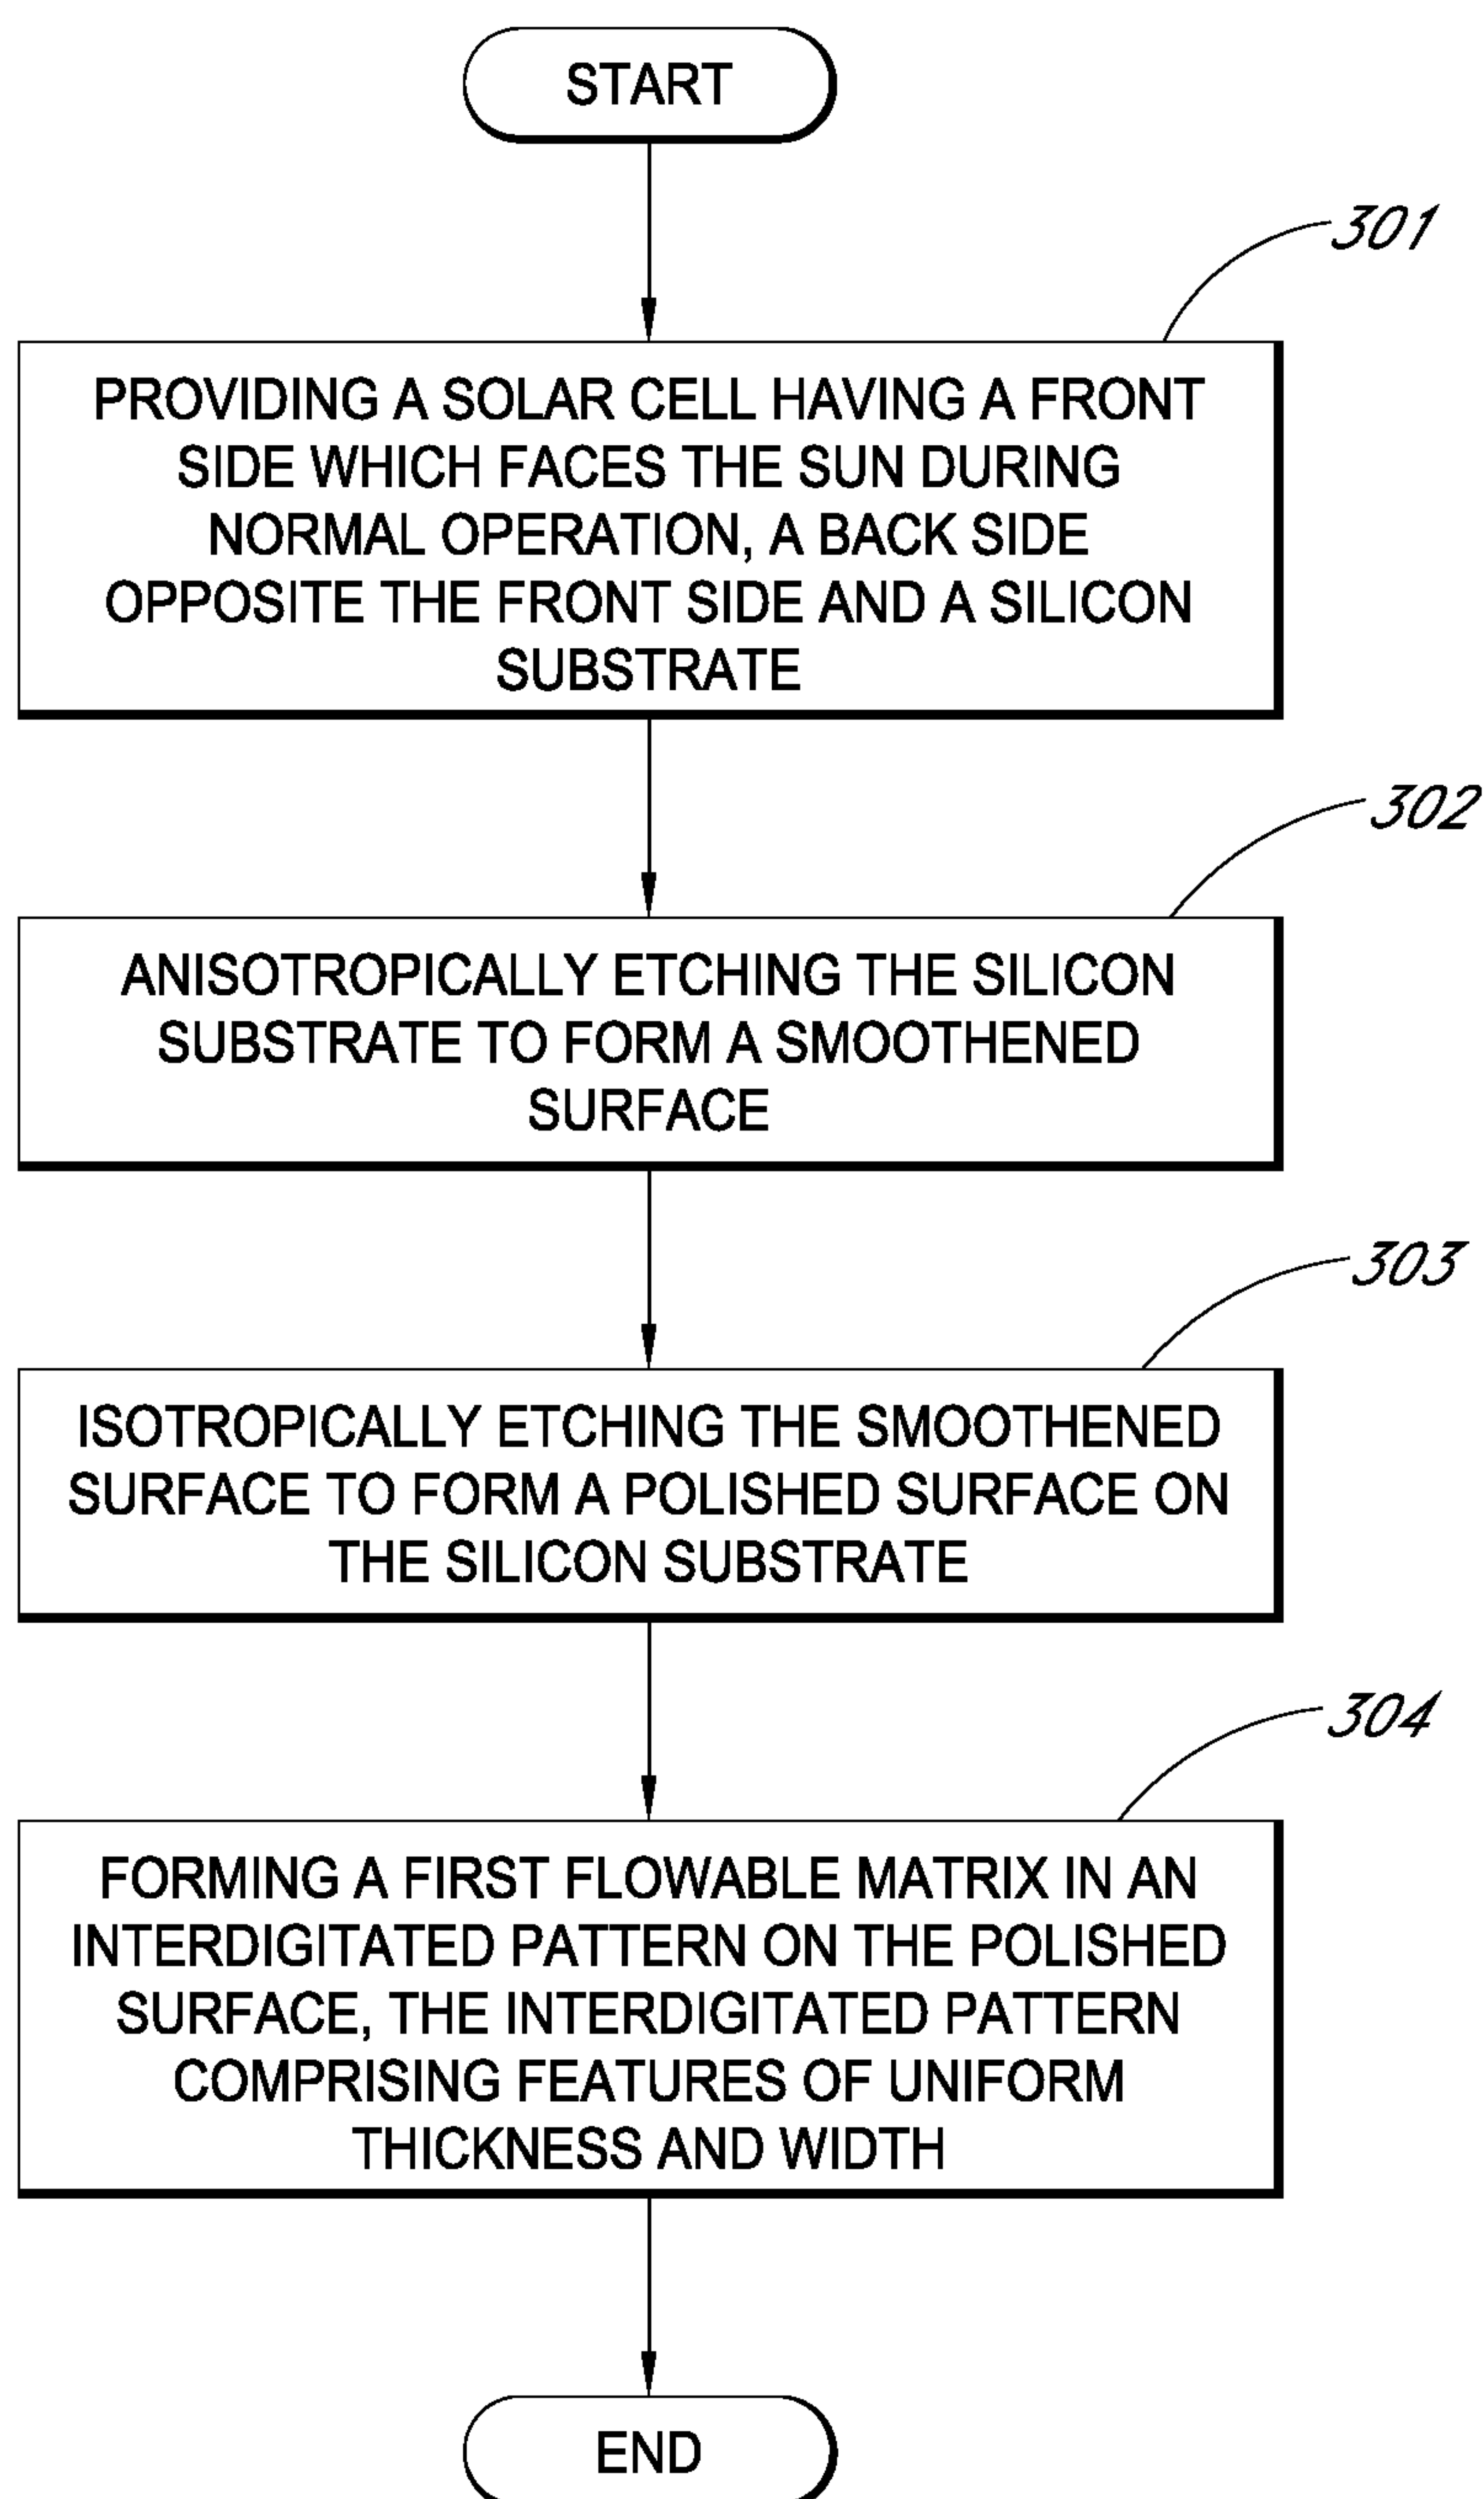 START
301
PROVIDING A SOLAR CELL HAVING A FRONT
SIDE WHICH FACES THE SUN DURING
NORMAL OPERATION, A BACK SIDE
OPPOSITE THE FRONT SIDE AND A SILICON
SUBSTRATE
302
ANISOTROPICALLY ETCHING THE SILICON
SUBSTRATE TO FORM A SMOOTHENED
SURFACE
303
ISOTROPICALLY ETCHING THE SMOOTHENED
SURFACE TO FORM A POLISHED SURFACE ON
THE SILICON SUBSTRATE
304
FORMING A FIRST FLOWABLE MATRIX IN AN
INTERDIGITATED PATTERN ON THE POLISHED
SURFACE, THE INTERDIGITATED PATTERN
COMPRISING FEATURES OF UNIFORM
THICKNESS AND WIDTH
END